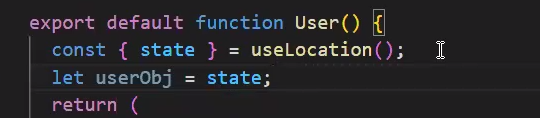 export default function User() {
const { state } = useLocation();
let userObj = state;
return (